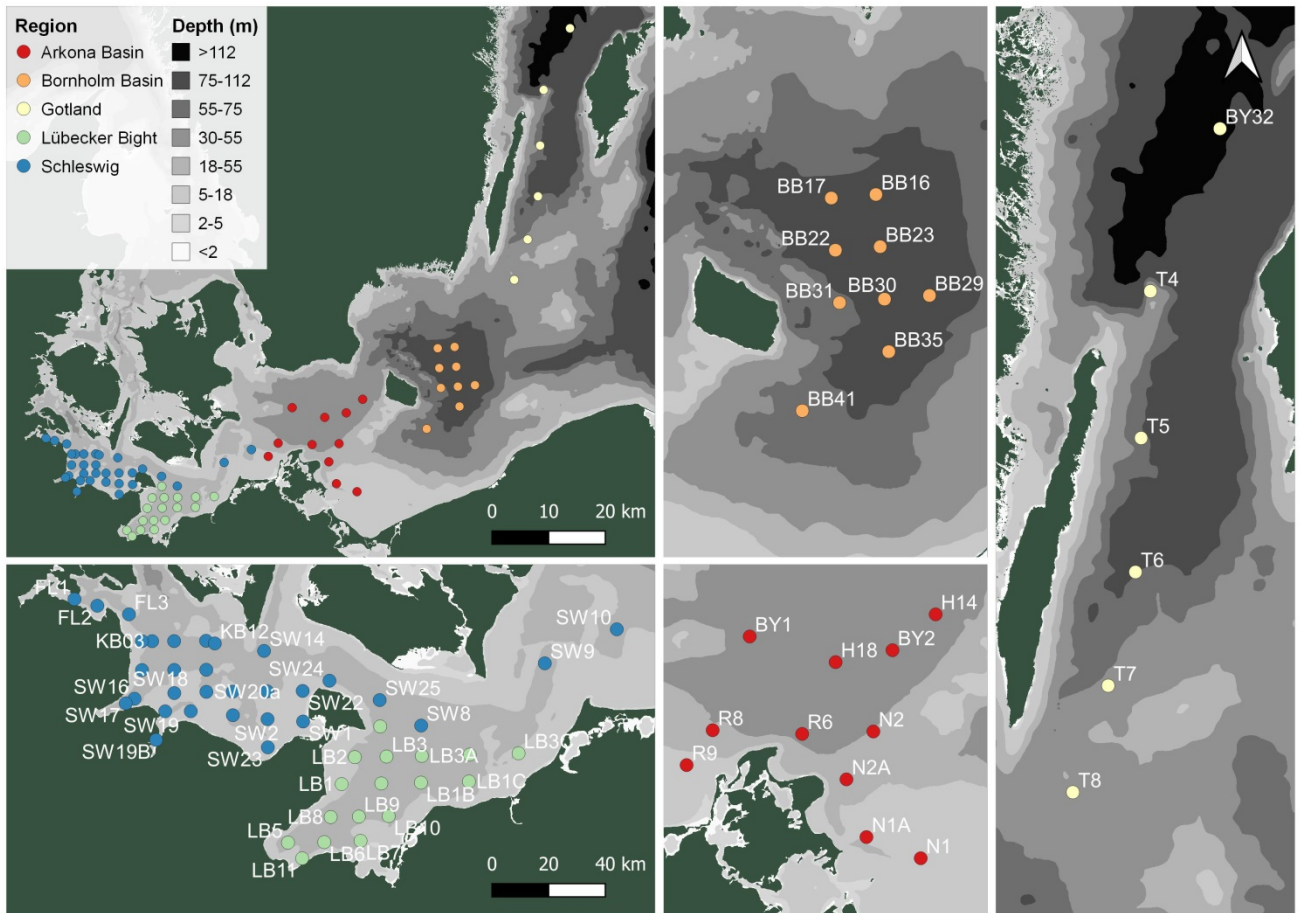 Region
Arkona Basin
Bornholm Basin
Gotland
Lübecker Bight
Schleswig
Depth (m)
>112
75-112
55-75
30-55
18-55
5-18
2-5
<2
0 10 20 km
BB17
BB16
BB22
BB23
BB31
BB30
BB29
BB35
BB41
BY32
T4
T5
T6
T7
T8
FL1
FL2
FL3
KB03
KB12
SW14
SW10
SW9
SW16
SW18
SW24
SW17
SW20a
SW22
SW25
SW19
SW2
SW1
SW8
SW19B
SW23
LB3
LB2
LB3A
LB3C
LB1
LB1B
LB1C
LB8
LB9
LB10
LB5
LB6
LB7
LB11
0 20 40 km
H14
BY1
BY2
H18
R8
R6
N2
R9
N2A
N1A
N1